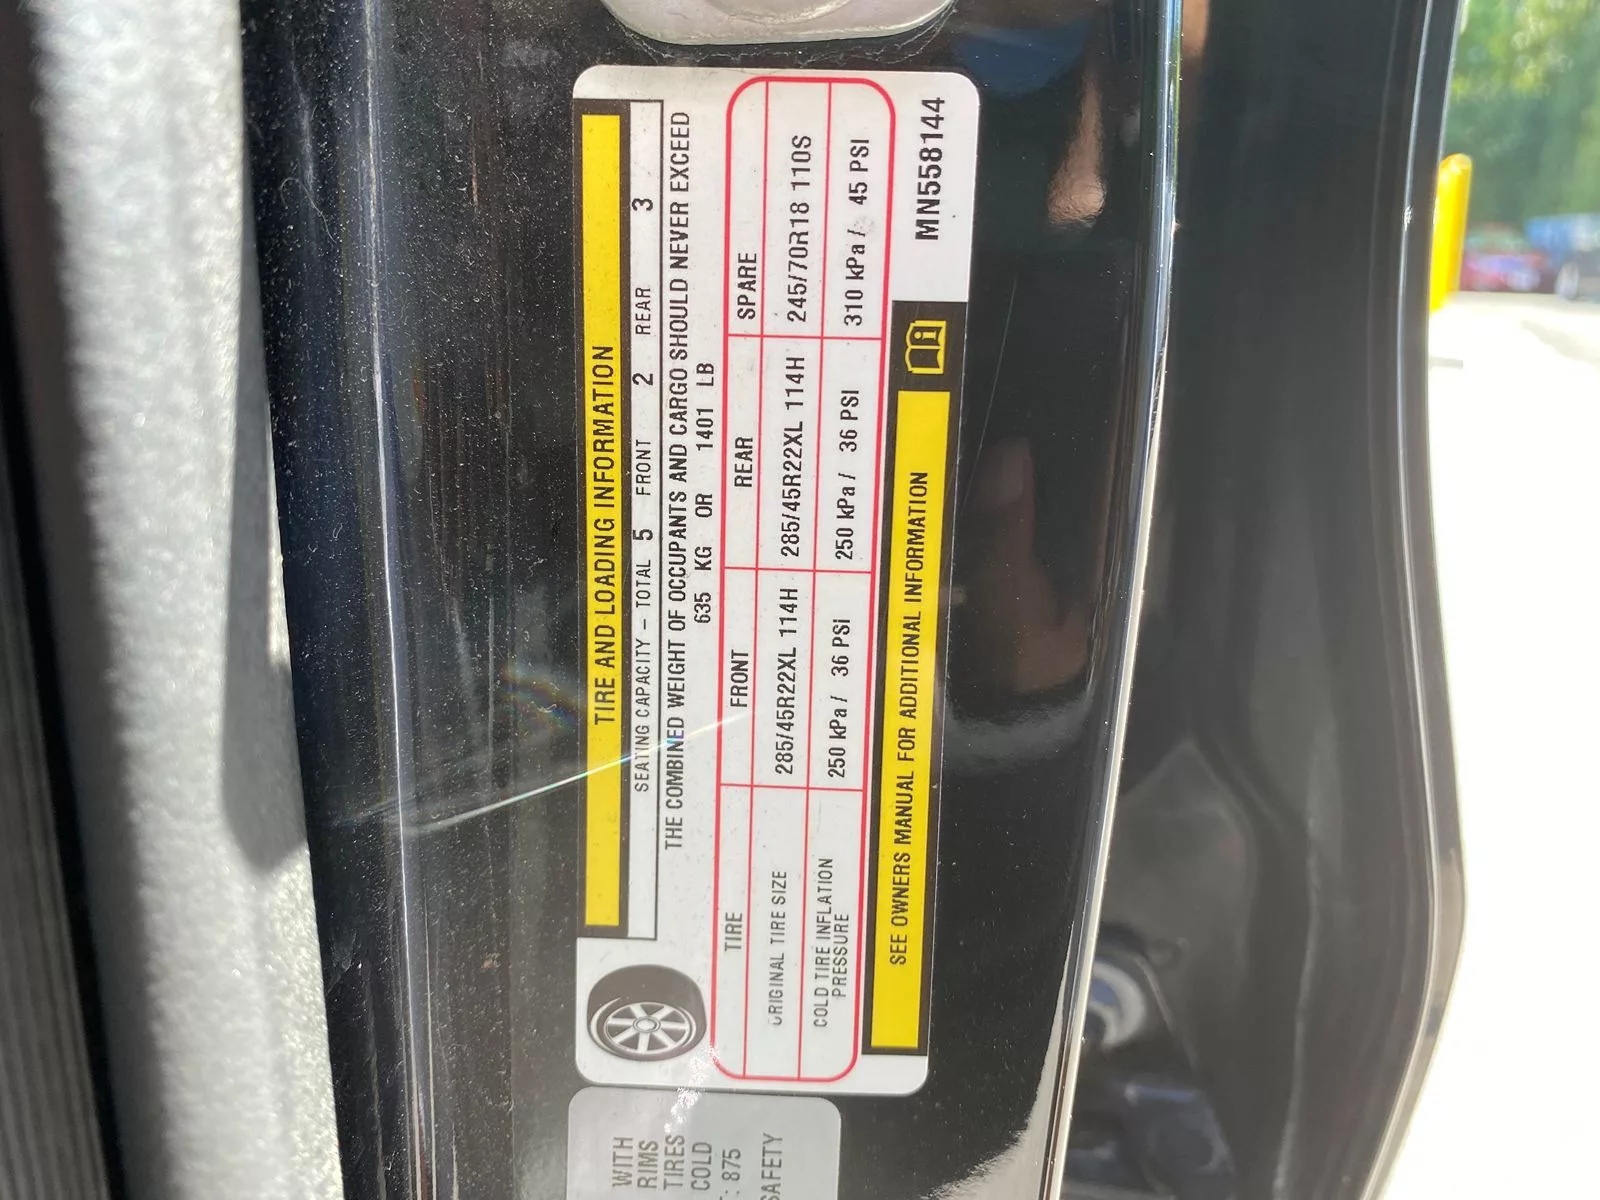 TIRE AND LOADING INFORMATION
SEATING CAPACITY – TOTAL 5 FRONT 2 REAR 3
THE COMBINED WEIGHT OF OCCUPANTS AND CARGO SHOULD NEVER EXCEED
635 KG OR 1401 LB
TIRE FRONT REAR SPARE
ORIGINAL TIRE SIZE 285/45R22XL 114H 285/45R22XL 114H 245/70R18 110S
COLD TIRE INFLATION
PRESSURE 250 kPa / 36 PSI 250 kPa / 36 PSI 310 kPa / 45 PSI
SEE OWNERS MANUAL FOR ADDITIONAL INFORMATION
MN558144
WITH
RIMS
TIRES
COLD
: 875
SAFETY